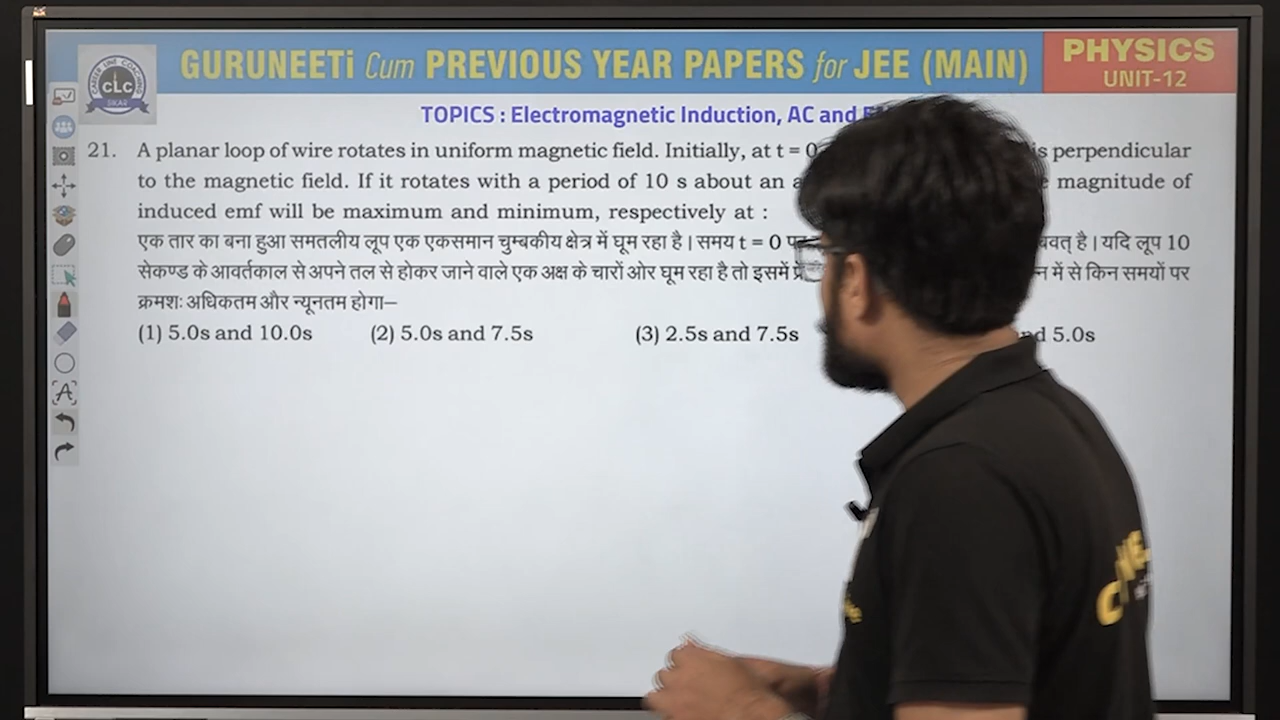 GURUNEETi Cum PREVIOUS YEAR PAPERS for JEE (MAIN)
PHYSICS
UNIT-12
CLC
SIKAR
TOPICS : Electromagnetic Induction, AC and
21. A planar loop of wire rotates in uniform magnetic field. Initially, at t = 0 is perpendicular
to the magnetic field. If it rotates with a period of 10 s about an magnitude of
induced emf will be maximum and minimum, respectively at :
एक तार का बना हुआ समतलीय लूप एक एकसमान चुम्बकीय क्षेत्र में घूम रहा है। समय t = 0 है। यदि लूप 10
सेकण्ड के आवर्तकाल से अपने तल से होकर जाने वाले एक अक्ष के चारों ओर घूम रहा है तो इसमें में से किन समयों पर
क्रमशः अधिकतम और न्यूनतम होगा–
(1) 5.0s and 10.0s (2) 5.0s and 7.5s (3) 2.5s and 7.5s 5.0s